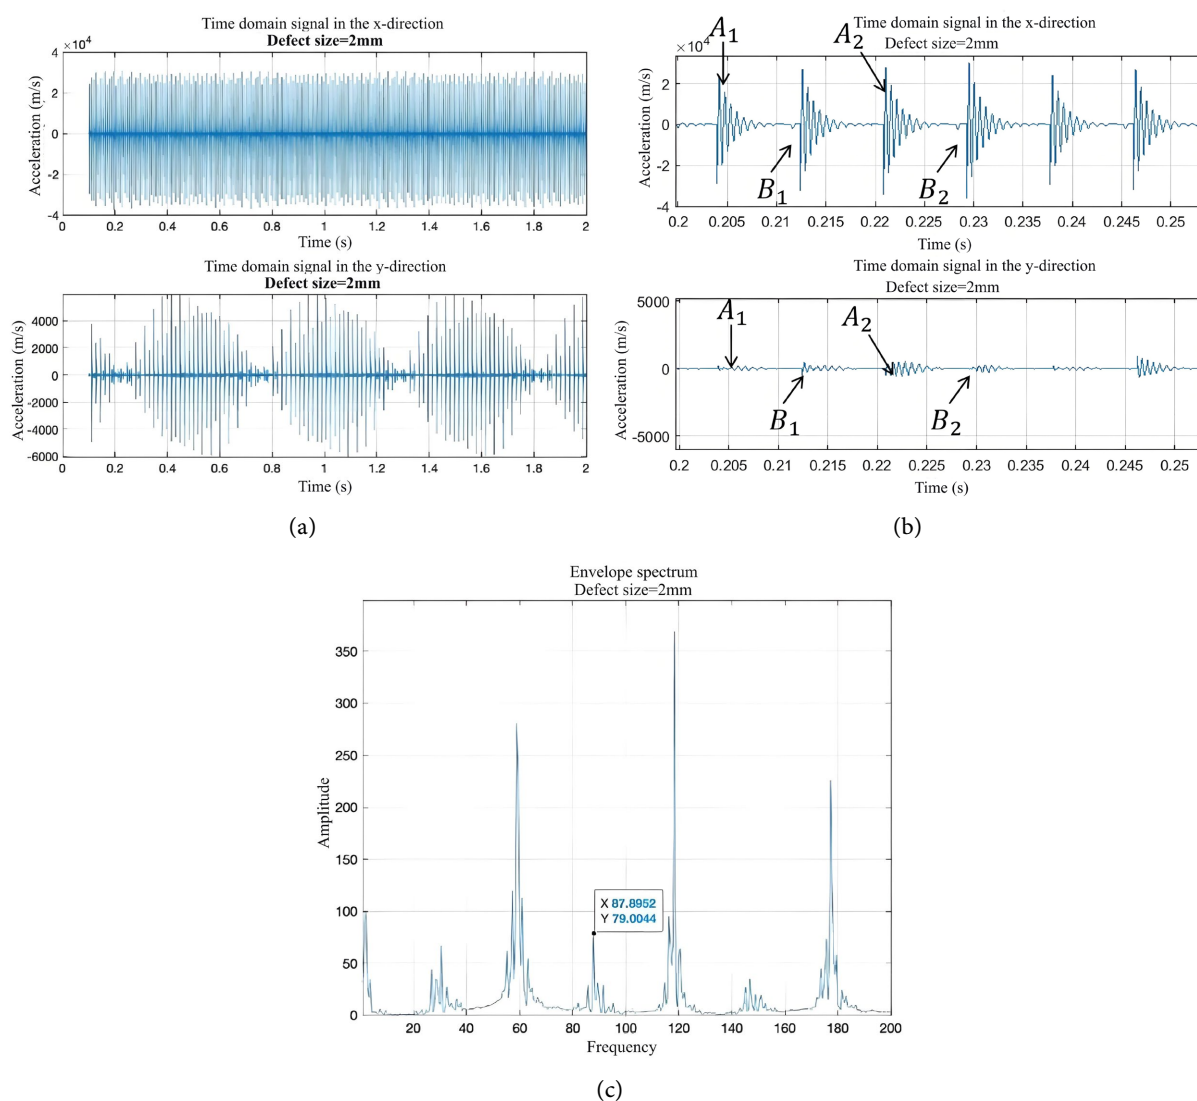 Time domain signal in the x-direction
Defect size=2mm
×10⁴
Acceleration (m/s)
4
2
0
-2
-4
0 0.2 0.4 0.6 0.8 1 1.2 1.4 1.6 1.8 2
Time (s)
Time domain signal in the y-direction
Defect size=2mm
Acceleration (m/s)
4000
2000
0
-2000
-4000
-6000
0 0.2 0.4 0.6 0.8 1 1.2 1.4 1.6 1.8 2
Time (s)
(a)
Time domain signal in the x-direction
Defect size=2mm
×10⁴
A₁
A₂
B₁
B₂
Acceleration (m/s)
2
0
-2
-4
0.2 0.205 0.21 0.215 0.22 0.225 0.23 0.235 0.24 0.245 0.25
Time (s)
Time domain signal in the y-direction
Defect size=2mm
A₁
A₂
B₁
B₂
Acceleration (m/s)
5000
0
-5000
0.2 0.205 0.21 0.215 0.22 0.225 0.23 0.235 0.24 0.245 0.25
Time (s)
(b)
Envelope spectrum
Defect size=2mm
Amplitude
350
300
250
200
150
100
50
0
X 87.8952
Y 79.0044
20 40 60 80 100 120 140 160 180 200
Frequency
(c)